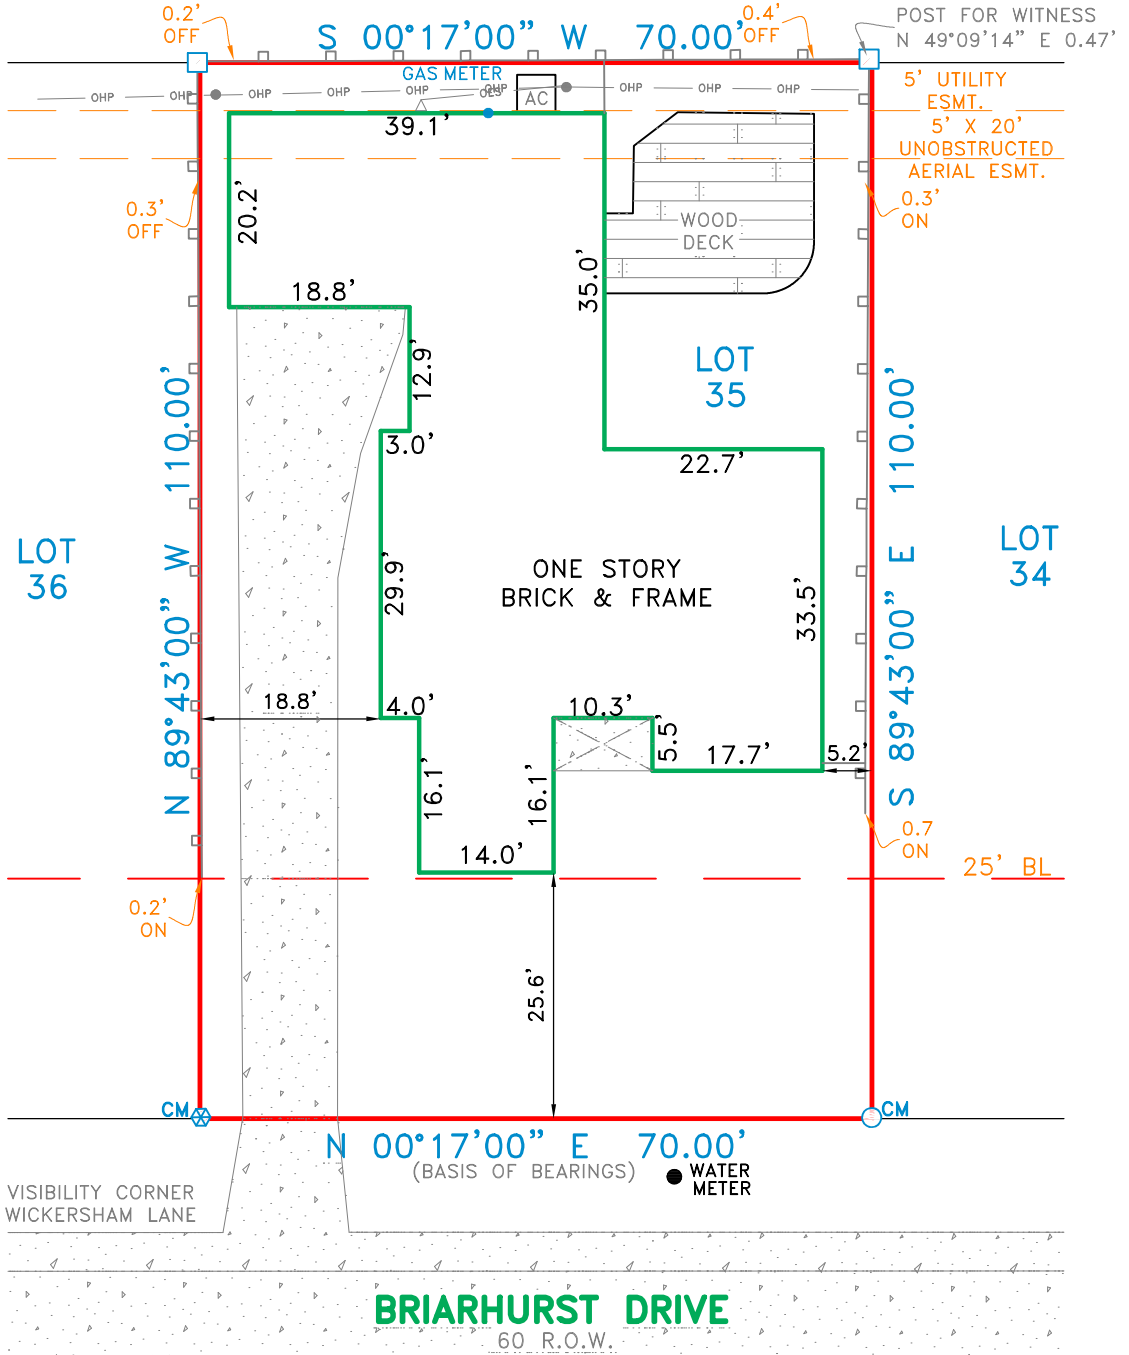 0.2'
OFF
S 00°17'00" W 70.00'
0.4'
OFF
POST FOR WITNESS
N 49°09'14" E 0.47'
GAS METER
OHP
OHP
OHP
OHP
OES
OHP
OHP
OHP
AC
5' UTILITY
ESMT.
5' X 20'
UNOBSTRUCTED
AERIAL ESMT.
39.1'
20.2'
0.3'
OFF
0.3'
ON
WOOD
DECK
18.8'
35.0'
12.9'
LOT
35
3.0'
22.7'
N 89°43'00" W 110.00'
S 89°43'00" E 110.00'
LOT
36
LOT
34
ONE STORY
BRICK & FRAME
29.9'
33.5'
18.8'
4.0'
10.3'
5.5'
17.7'
5.2'
16.1'
16.1'
14.0'
0.7
ON
25' BL
0.2'
ON
25.6'
CM
CM
N 00°17'00" E 70.00'
(BASIS OF BEARINGS)
WATER
METER
VISIBILITY CORNER
WICKERSHAM LANE
BRIARHURST DRIVE
60 R.O.W.